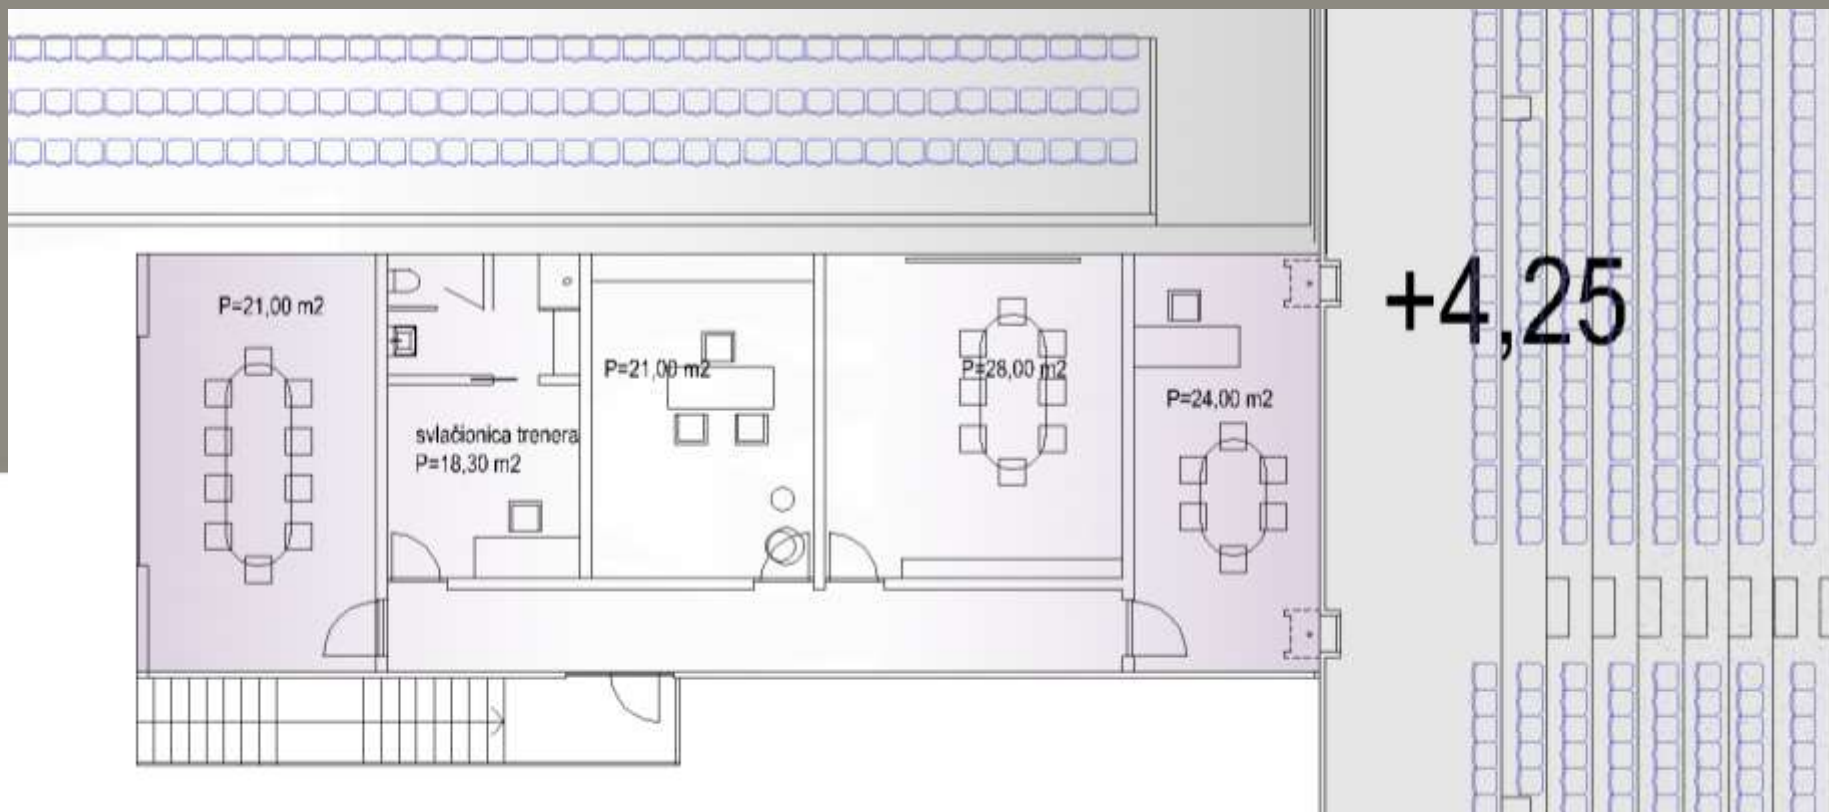 P=21,00 m2
svlačionica trenera
P=18,30 m2
P=21,00 m2
P=28,00 m2
P=24,00 m2
+4,25